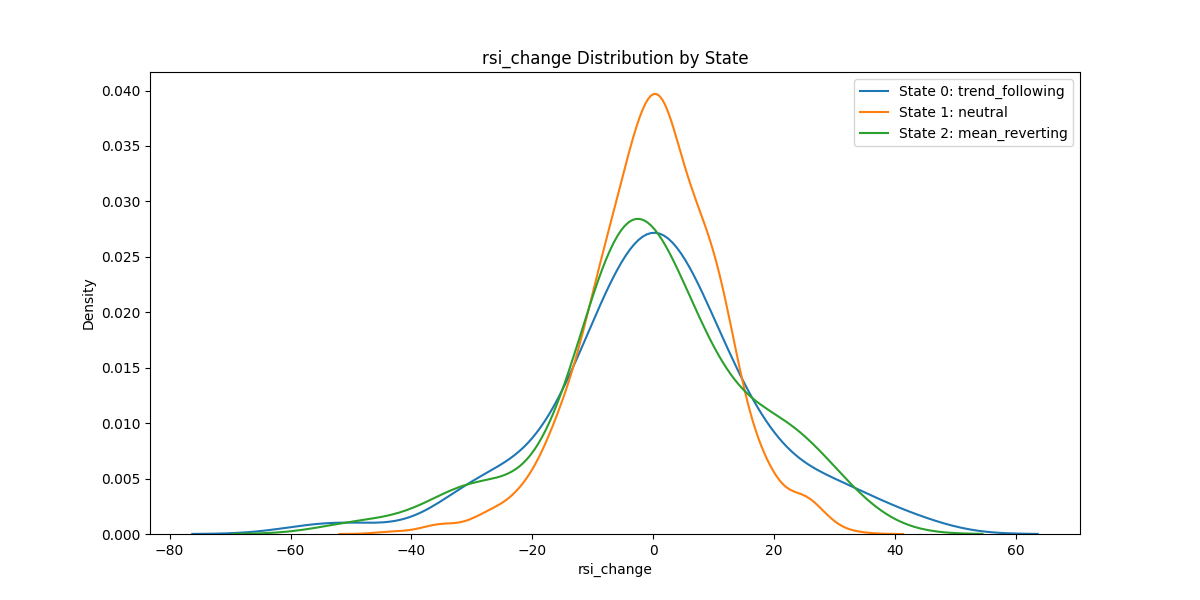 rsi_change Distribution by State
State 0: trend_following
State 1: neutral
State 2: mean_reverting
Density
0.040
0.035
0.030
0.025
0.020
0.015
0.010
0.005
0.000
−80 −60 −40 −20 0 20 40 60
rsi_change